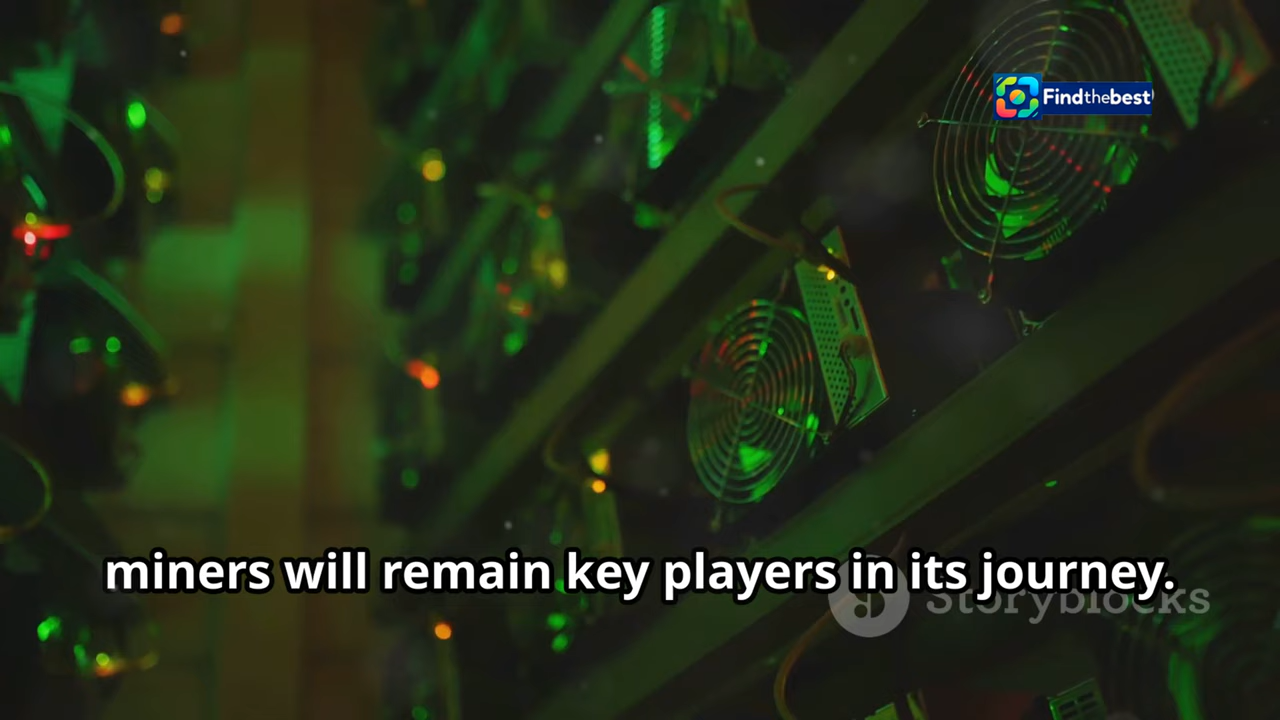 Findthebest
miners will remain key players in its journey.
Storyblocks